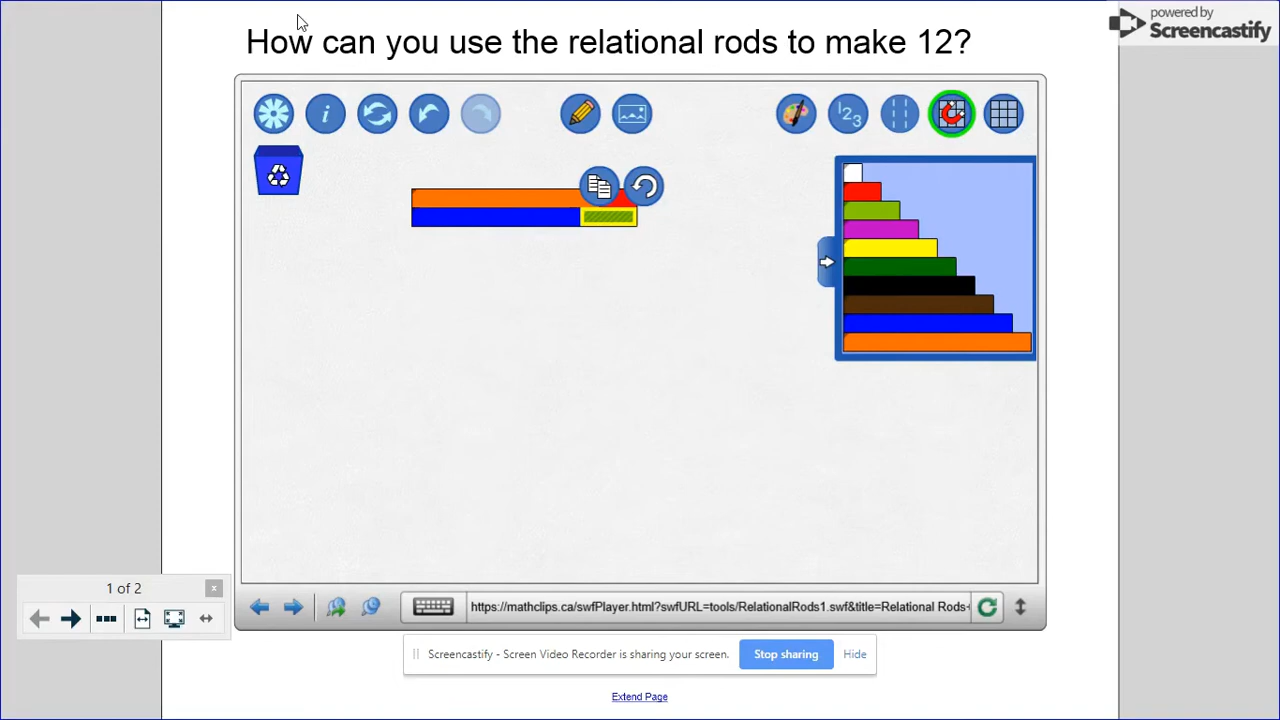 How can you use the relational rods to make 12?
powered by
Screencastify
i
123
1 of 2
x
https://mathclips.ca/swfPlayer.html?swfURL=tools/RelationalRods1.swf&title=Relational Rods+
Screencastify - Screen Video Recorder is sharing your screen.
Stop sharing
Hide
Extend Page